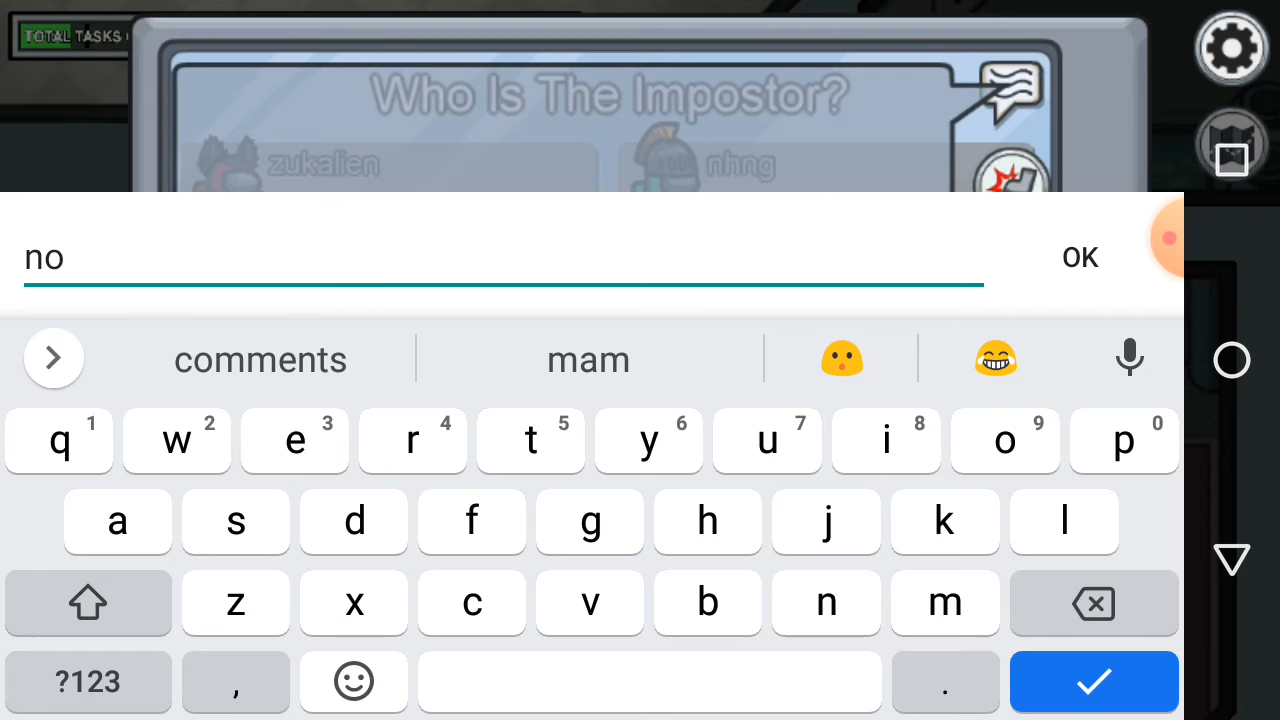 TOTAL TASKS
Who Is The Impostor?
zukalien nhng
no
OK
comments mam
q 1 w 2 e 3 r 4 t 5 y 6 u 7 i 8 o 9 p 0
a s d f g h j k l
z x c v b n m
?123 , .